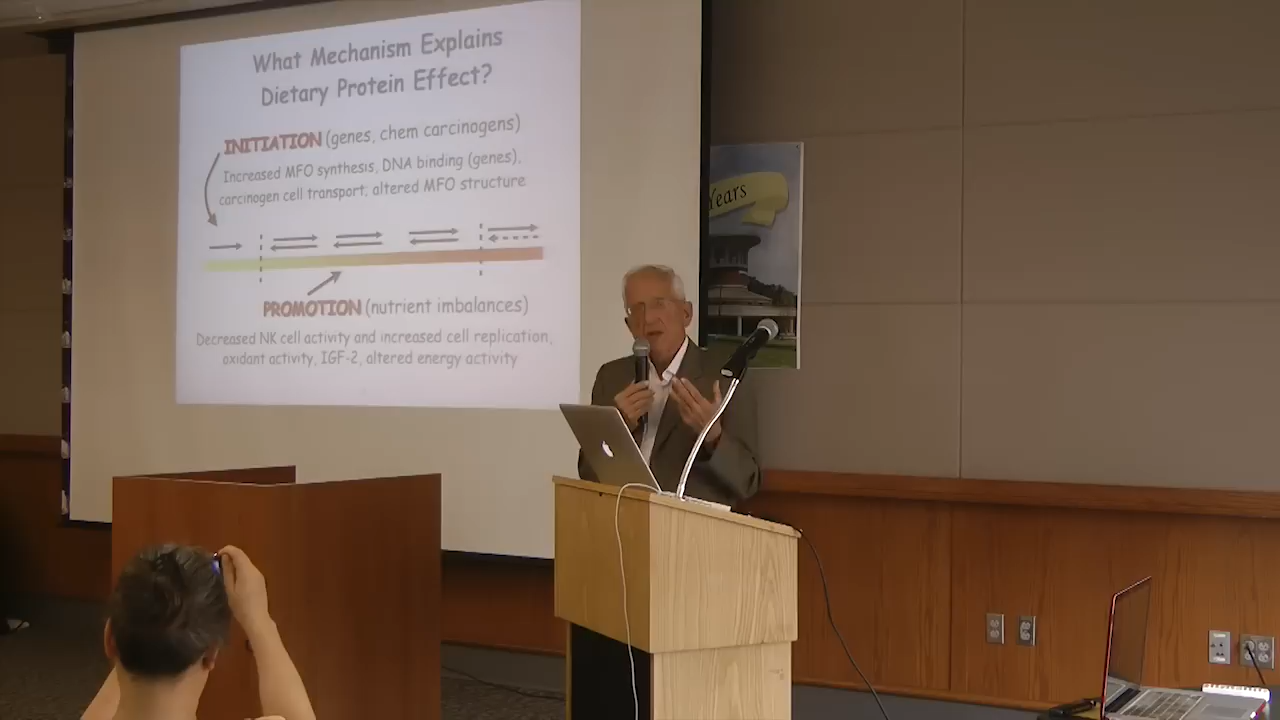 What Mechanism Explains
Dietary Protein Effect?
INITIATION (genes, chem carcinogens)
Increased MFO synthesis, DNA binding (genes),
carcinogen cell transport; altered MFO structure
PROMOTION (nutrient imbalances)
Decreased NK cell activity and increased cell replication,
oxidant activity, IGF-2, altered energy activity
Years